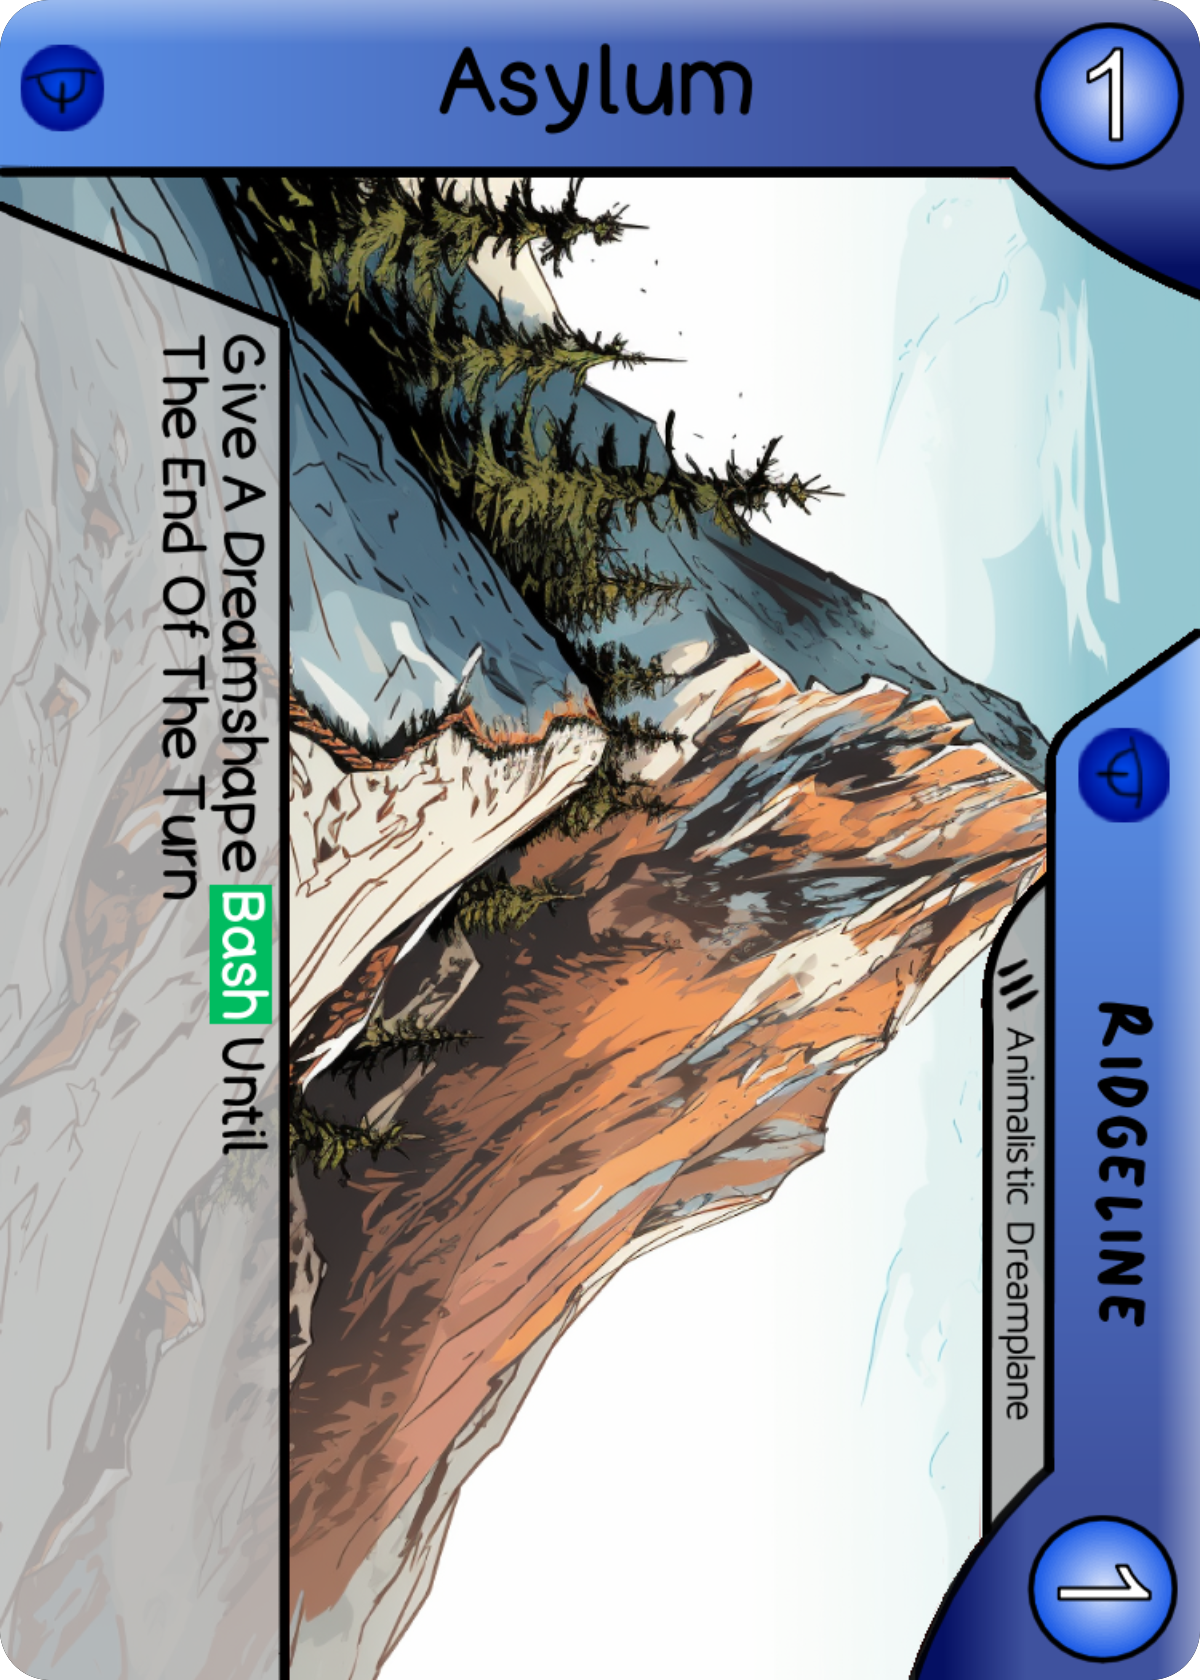 Asylum
1
RIDGELINE
1
Animalistic Dreamplane
Give A Dreamshape Bash Until
The End Of The Turn